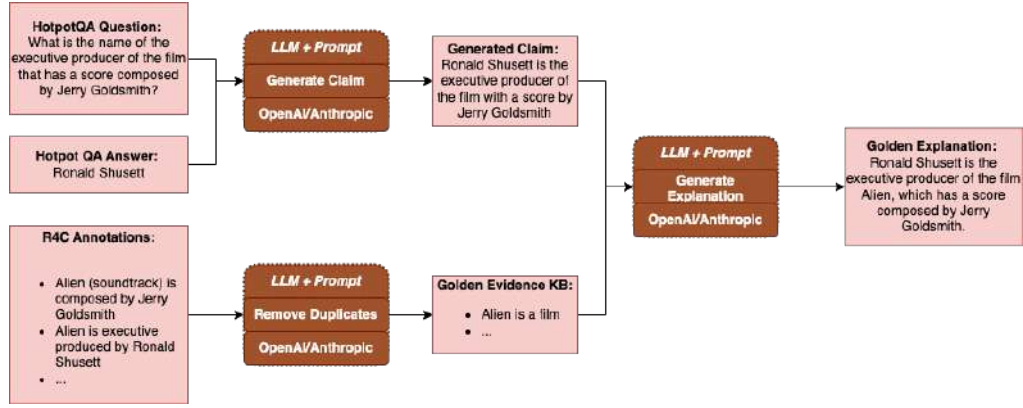 HotpotQA Question:
What is the name of the
executive producer of the film
that has a score composed
by Jerry Goldsmith?
Hotpot QA Answer:
Ronald Shusett
LLM + Prompt
Generate Claim
OpenAI/Anthropic
Generated Claim:
Ronald Shusett is the
executive producer of
the film with a score by
Jerry Goldsmith
R4C Annotations:
• Alien (soundtrack) is
composed by Jerry
Goldsmith
• Alien is executive
produced by Ronald
Shusett
• ...
LLM + Prompt
Remove Duplicates
OpenAI/Anthropic
Golden Evidence KB:
• Alien is a film
• ...
LLM + Prompt
Generate
Explanation
OpenAI/Anthropic
Golden Explanation:
Ronald Shusett is the
executive producer of the film
Alien, which has a score
composed by Jerry
Goldsmith.